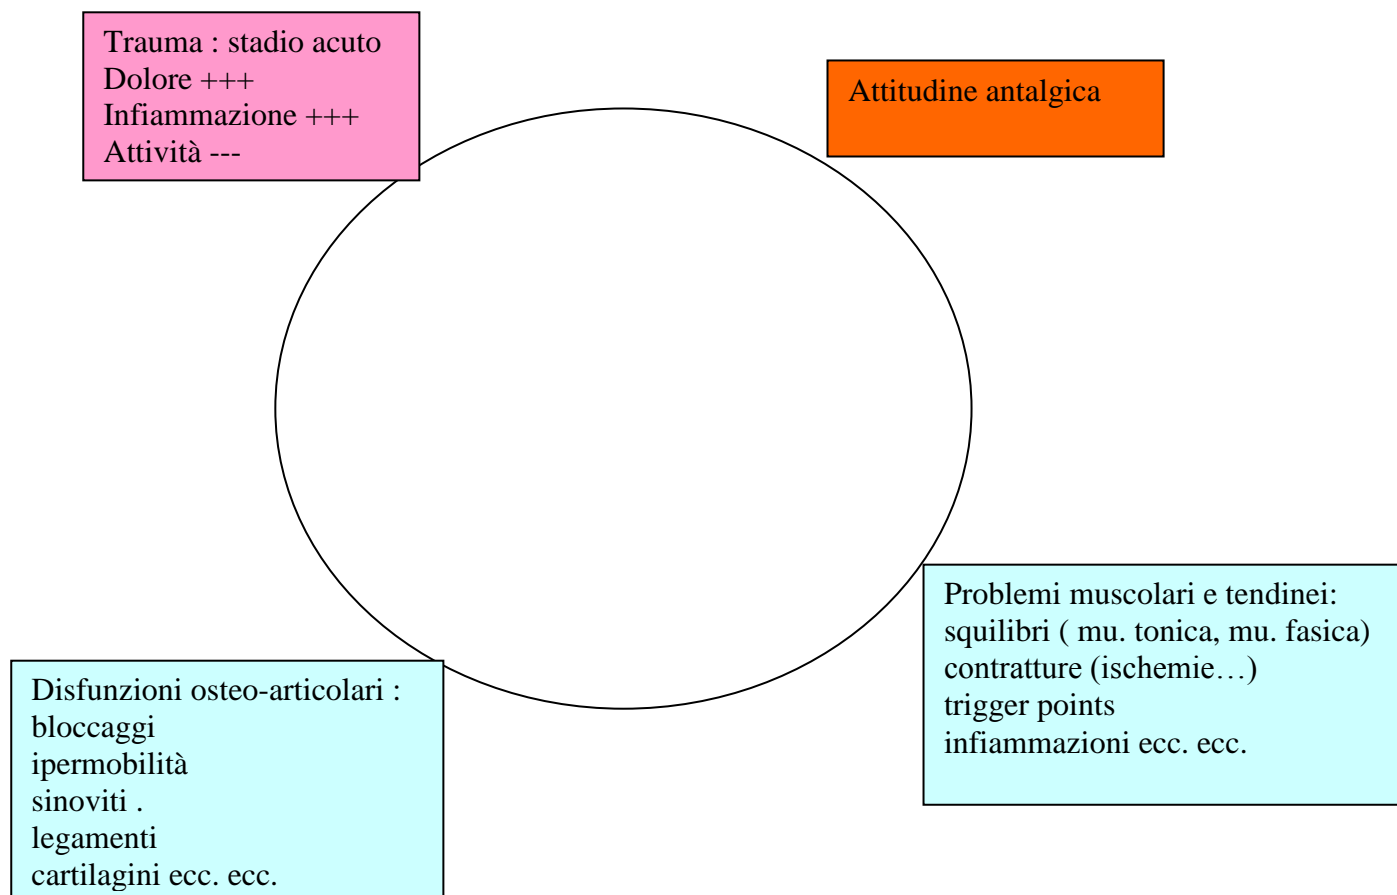 Trauma : stadio acuto
Dolore +++
Infiammazione +++
Attività ---
Attitudine antalgica
Problemi muscolari e tendinei:
squilibri ( mu. tonica, mu. fasica)
contratture (ischemie…)
trigger points
infiammazioni ecc. ecc.
Disfunzioni osteo-articolari :
bloccaggi
ipermobilità
sinoviti .
legamenti
cartilagini ecc. ecc.